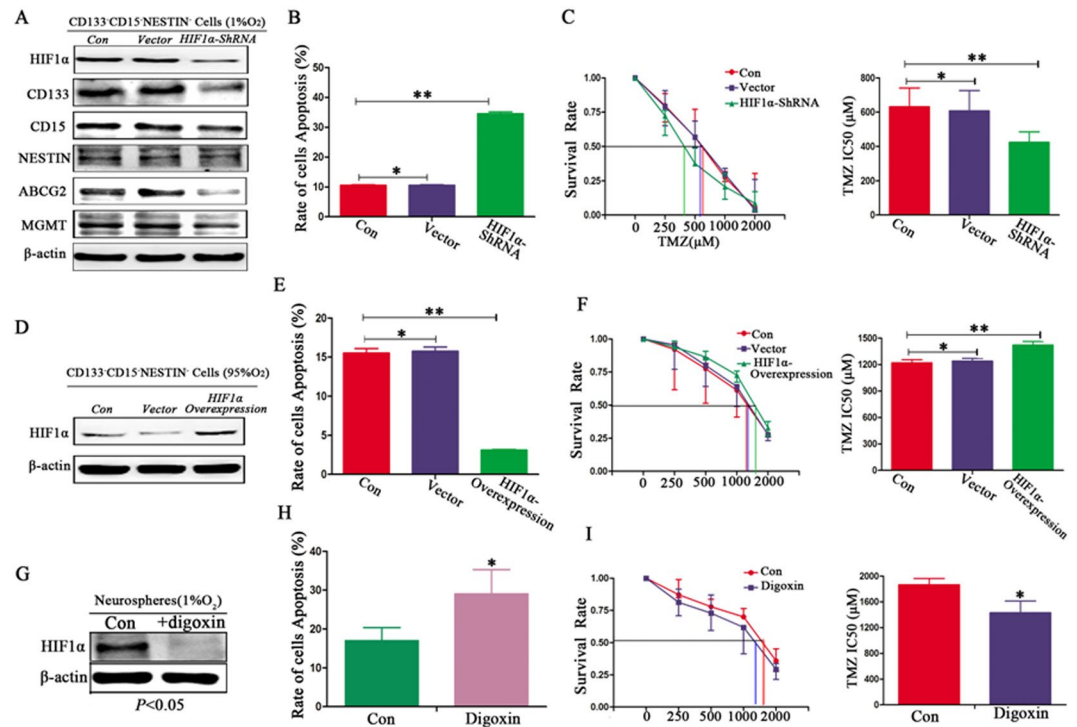 A
CD133-CD15-NESTIN- Cells (1%O2)
Con Vector HIF1α-ShRNA
HIF1α
CD133
CD15
NESTIN
ABCG2
MGMT
β-actin
B
Rate of cells Apoptosis (%)
40
30
20
10
0
**
*
Con
Vector
HIF1α-
ShRNA
C
Survival Rate
1.00
0.75
0.50
0.25
0.00
0 250 500 1000 2000
TMZ(μM)
Con
Vector
HIF1α-ShRNA
TMZ IC50 (μM)
800
600
400
200
0
**
*
Con
Vector
HIF1α-
ShRNA
D
CD133-CD15-NESTIN- Cells (95%O2)
Con Vector HIF1α
Overexpression
HIF1α
β-actin
E
Rate of cells Apoptosis (%)
20
15
10
5
0
**
*
Con
Vector
HIF1α-
Overexpression
F
Survival Rate
1.00
0.75
0.50
0.25
0.00
0 250 500 1000 2000
Con
Vector
HIF1α-
Overexpression
TMZ IC50 (μM)
1500
1200
900
600
300
0
**
*
Con
Vector
HIF1α-
Overexpression
G
Neurospheres(1%O2)
Con +digoxin
HIF1α
β-actin
P<0.05
H
Rate of cells Apoptosis (%)
40
30
20
10
0
*
Con Digoxin
I
Survival Rate
1.00
0.75
0.50
0.25
0.00
0 250 500 1000 2000
Con
Digoxin
TMZ IC50 (μM)
2000
1600
1200
800
400
0
*
Con Digoxin